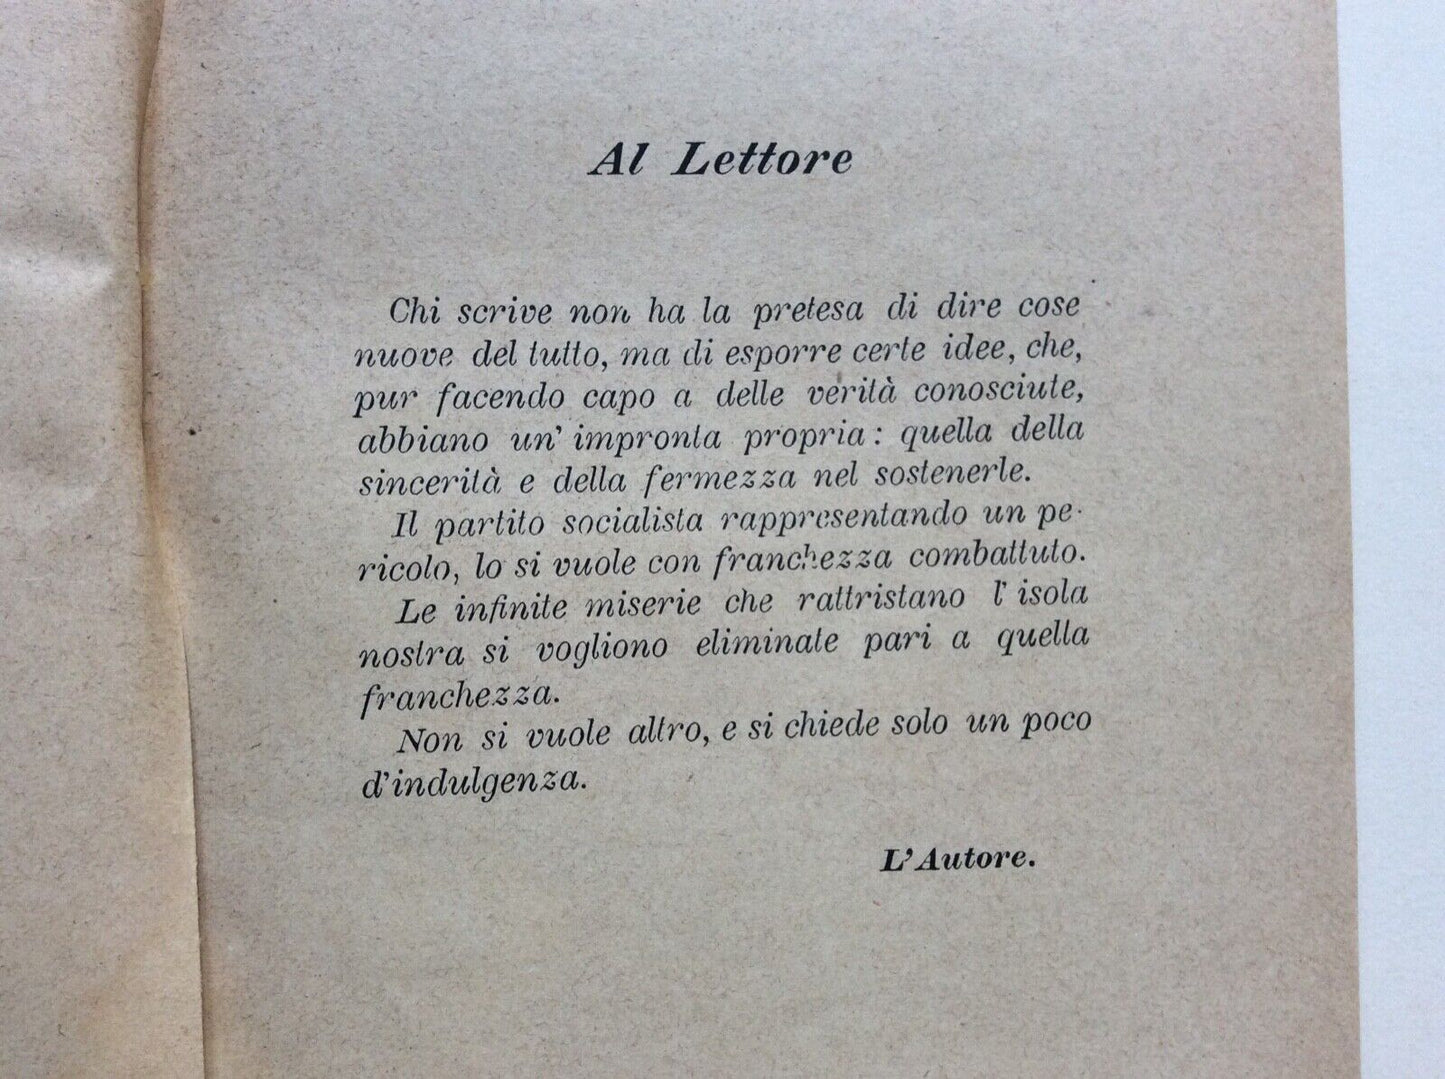 Al Lettore
Chi scrive non ha la pretesa di dire cose
nuove del tutto, ma di esporre certe idee, che,
pur facendo capo a delle verità conosciute,
abbiano un' impronta propria: quella della
sincerità e della fermezza nel sostenerle.
Il partito socialista rappresentando un pe-
ricolo, lo si vuole con franchezza combattuto.
Le infinite miserie che rattristano l' isola
nostra si vogliono eliminate pari a quella
franchezza.
Non si vuole altro, e si chiede solo un poco
d'indulgenza.
L'Autore.